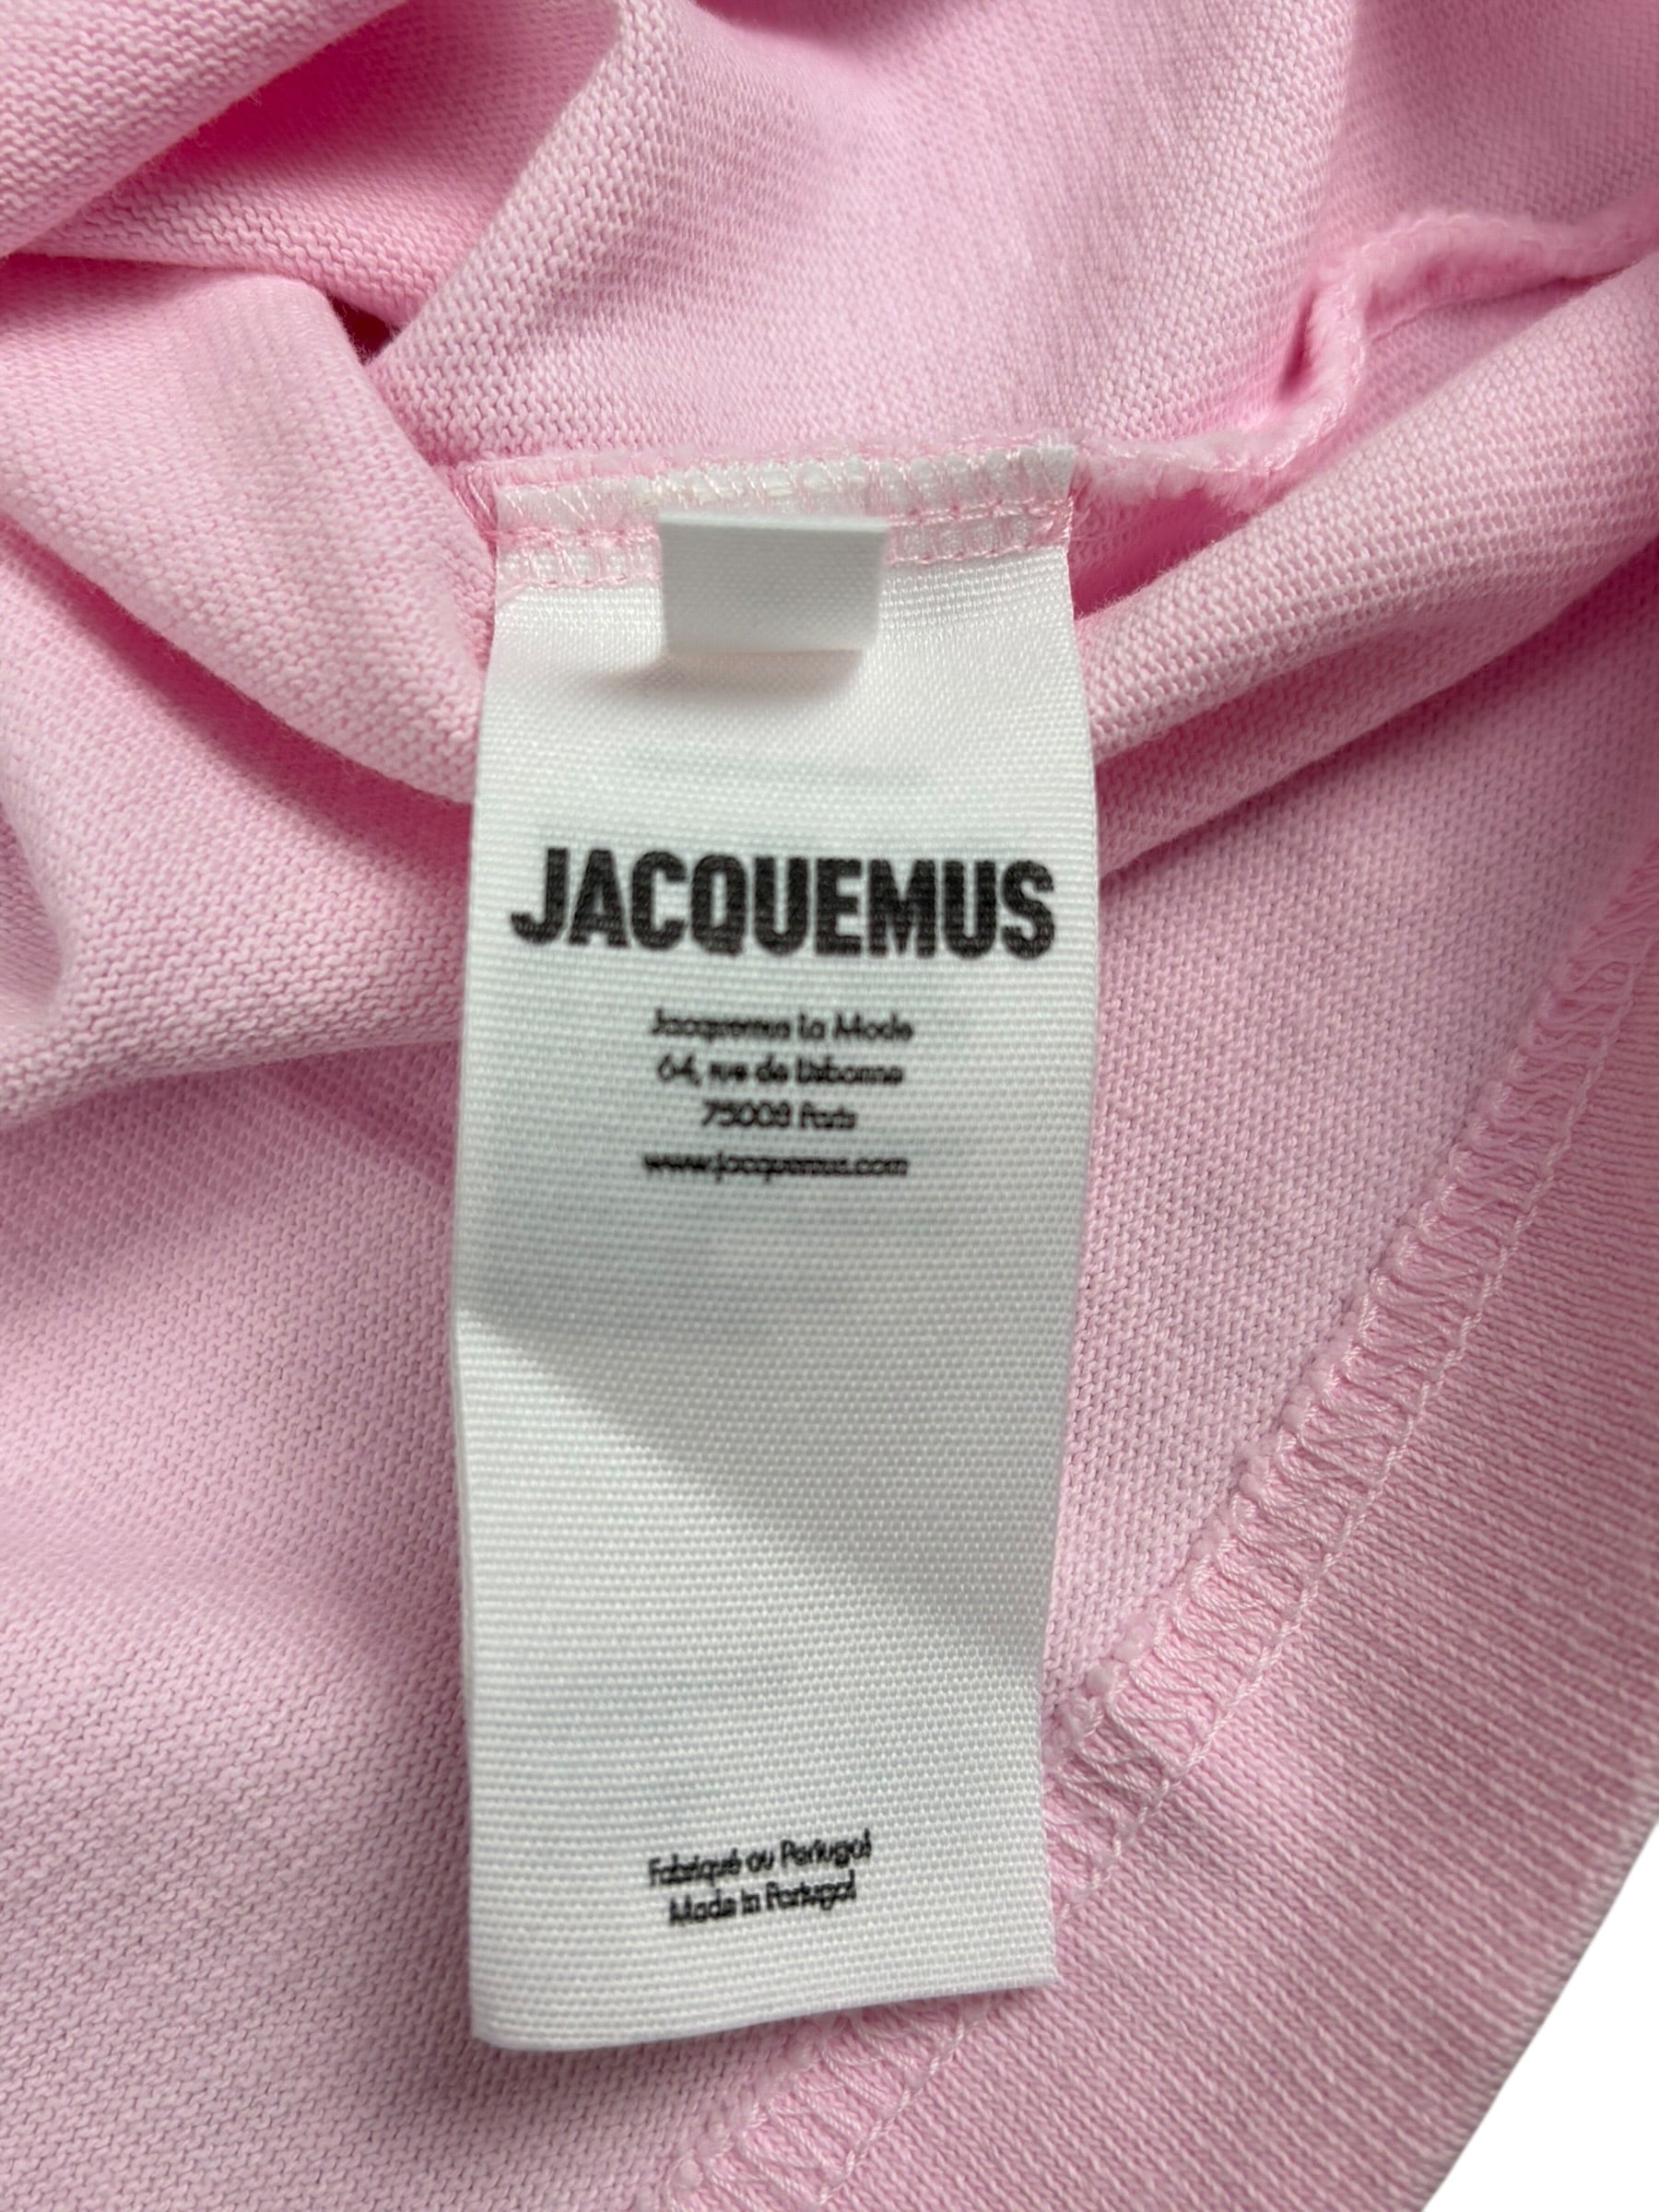 JACQUEMUS
Jacquemus La Mode
64, rue de Lisbonne
75008 Paris
www.jacquemus.com
Fabriqué au Portugal
Made in Portugal